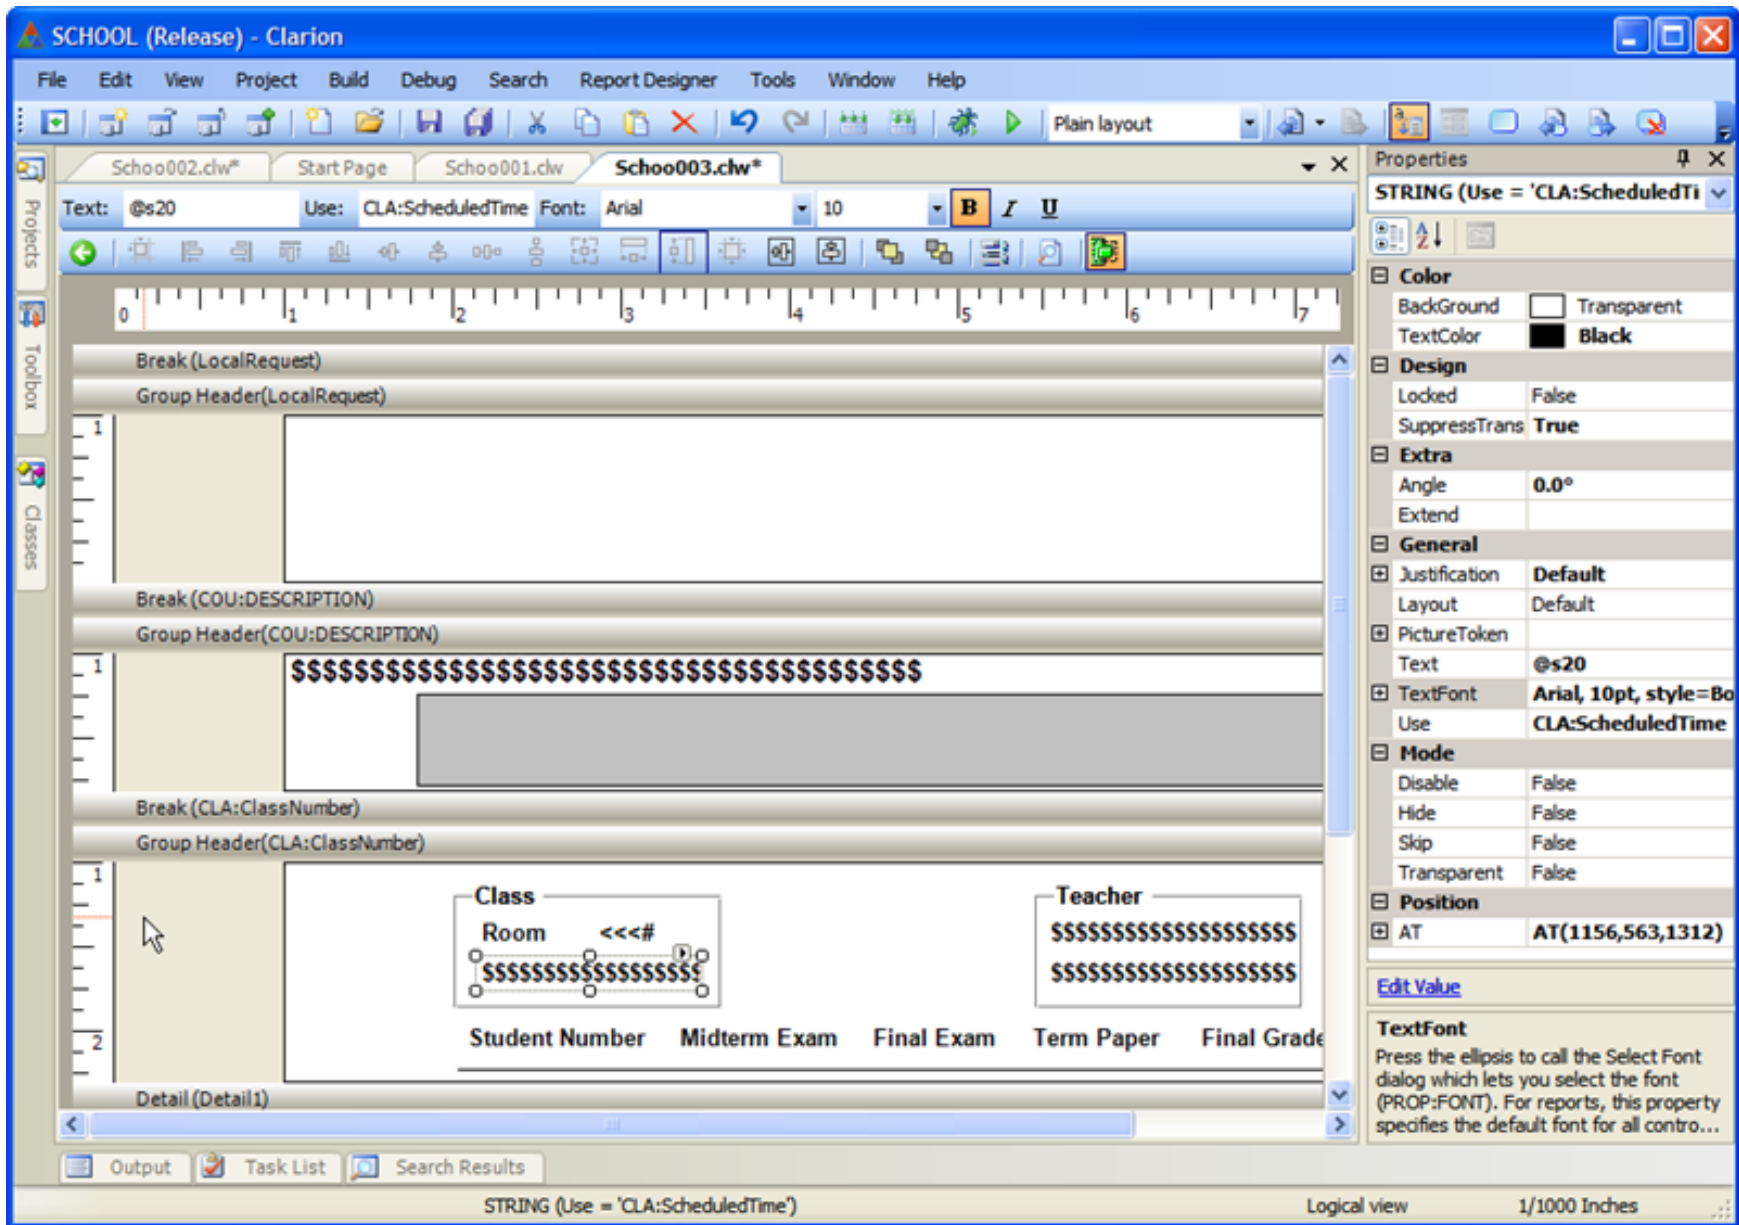 SCHOOL (Release) - Clarion
File Edit View Project Build Debug Search Report Designer Tools Window Help
Plain layout
Schoo002.clw* Start Page Schoo001.clw Schoo003.clw*
Text: @s20 Use: CLA:ScheduledTime Font: Arial 10 B I U
0 1 2 3 4 5 6 7
Projects
Toolbox
Classes
Break (LocalRequest)
Group Header(LocalRequest)
1
Break (COU:DESCRIPTION)
Group Header(COU:DESCRIPTION)
1
$$$$$$$$$$$$$$$$$$$$$$$$$$$$$$$$$$$$$$$$
Break (CLA:ClassNumber)
Group Header(CLA:ClassNumber)
1
Class Teacher
Room <<<# $$$$$$$$$$$$$$$$$$$$
$$$$$$$$$$$$$$$$$$ $$$$$$$$$$$$$$$$$$$$
2
Student Number Midterm Exam Final Exam Term Paper Final Grade
Detail (Detail1)
Properties
STRING (Use = 'CLA:ScheduledTi
Color
BackGround Transparent
TextColor Black
Design
Locked False
SuppressTrans True
Extra
Angle 0.0°
Extend
General
Justification Default
Layout Default
PictureToken
Text @s20
TextFont Arial, 10pt, style=Bo
Use CLA:ScheduledTime
Mode
Disable False
Hide False
Skip False
Transparent False
Position
AT AT(1156,563,1312)
Edit Value
TextFont
Press the ellipsis to call the Select Font
dialog which lets you select the font
(PROP:FONT). For reports, this property
specifies the default font for all contro...
Output Task List Search Results
STRING (Use = 'CLA:ScheduledTime') Logical view 1/1000 Inches